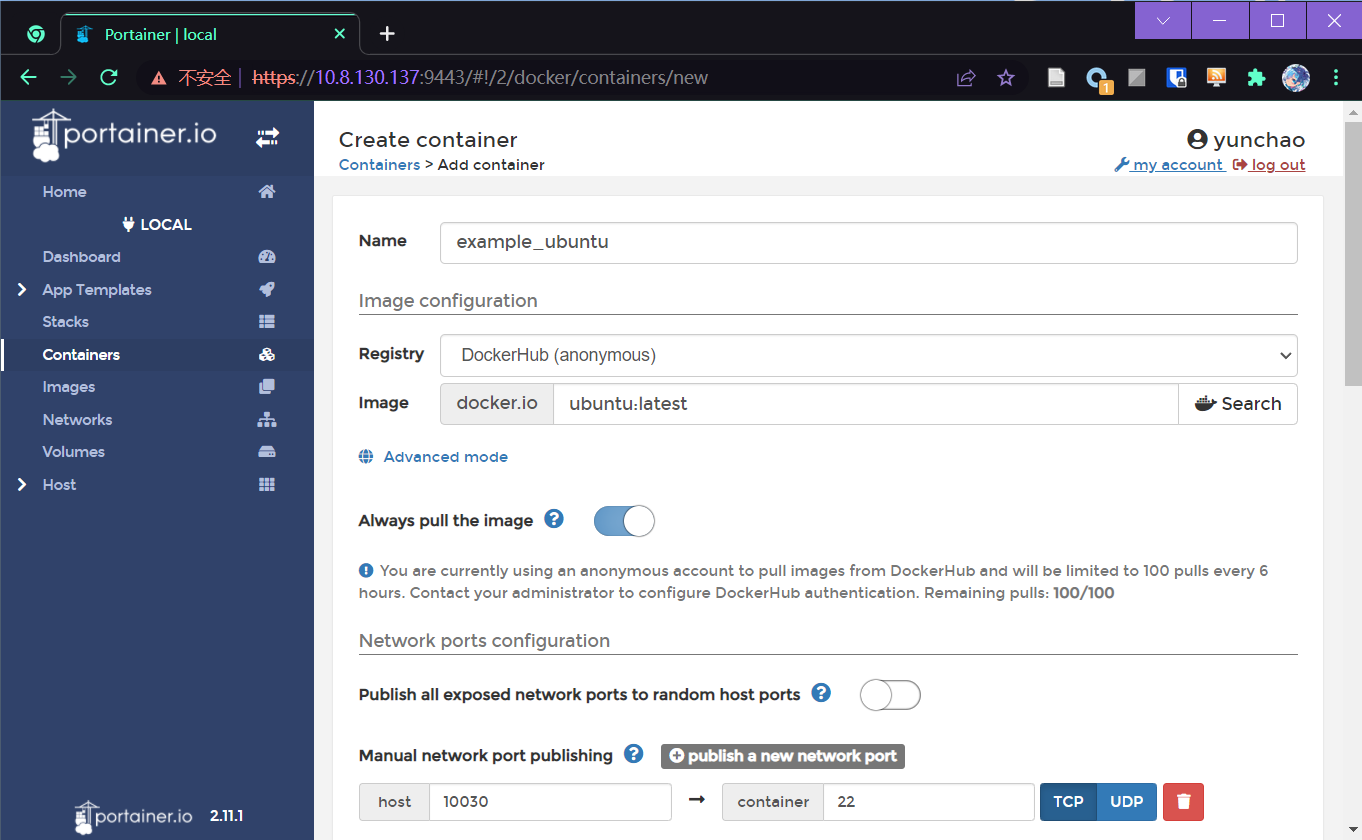 Portainer | local
不安全 | https://10.8.130.137:9443/#!/2/docker/containers/new
1
portainer.io
Home
LOCAL
Dashboard
App Templates
Stacks
Containers
Images
Networks
Volumes
Host
portainer.io 2.11.1
Create container
yunchao
Containers > Add container
my account log out
Name example_ubuntu
Image configuration
Registry DockerHub (anonymous)
Image docker.io ubuntu:latest Search
Advanced mode
Always pull the image
You are currently using an anonymous account to pull images from DockerHub and will be limited to 100 pulls every 6
hours. Contact your administrator to configure DockerHub authentication. Remaining pulls: 100/100
Network ports configuration
Publish all exposed network ports to random host ports
Manual network port publishing publish a new network port
host 10030 → container 22 TCP UDP